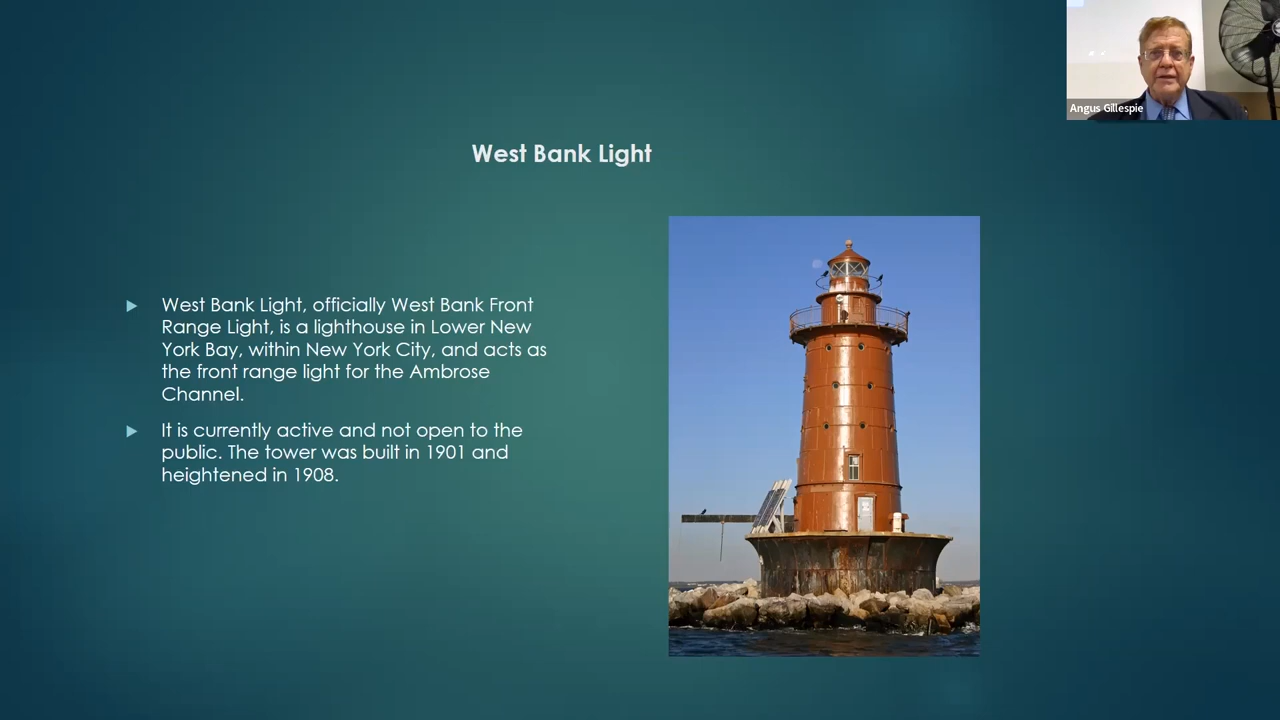 Angus Gillespie
West Bank Light
West Bank Light, officially West Bank Front
Range Light, is a lighthouse in Lower New
York Bay, within New York City, and acts as
the front range light for the Ambrose
Channel.
It is currently active and not open to the
public. The tower was built in 1901 and
heightened in 1908.